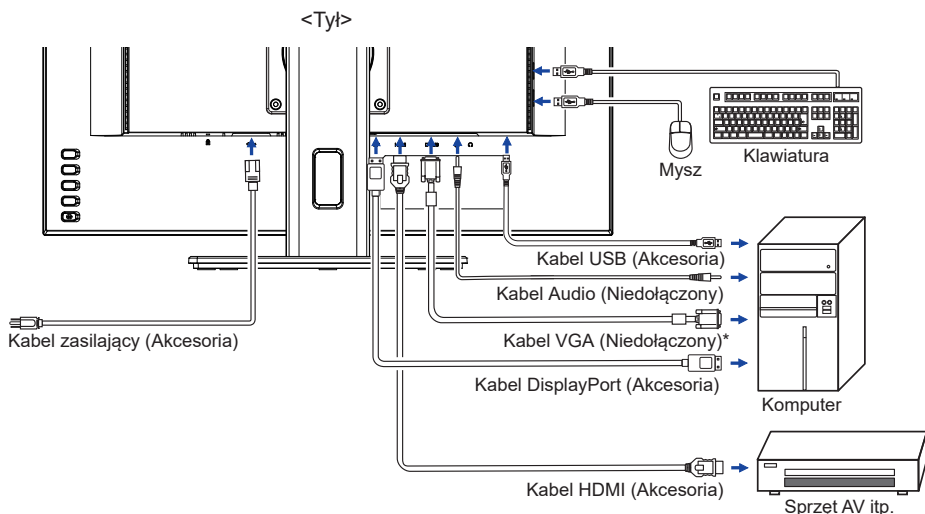 <Tył>
Klawiatura
Mysz
Kabel USB (Akcesoria)
Kabel Audio (Niedołączony)
Kabel zasilający (Akcesoria)
Kabel VGA (Niedołączony)*
Kabel DisplayPort (Akcesoria)
Komputer
Kabel HDMI (Akcesoria)
Sprzęt AV itp.